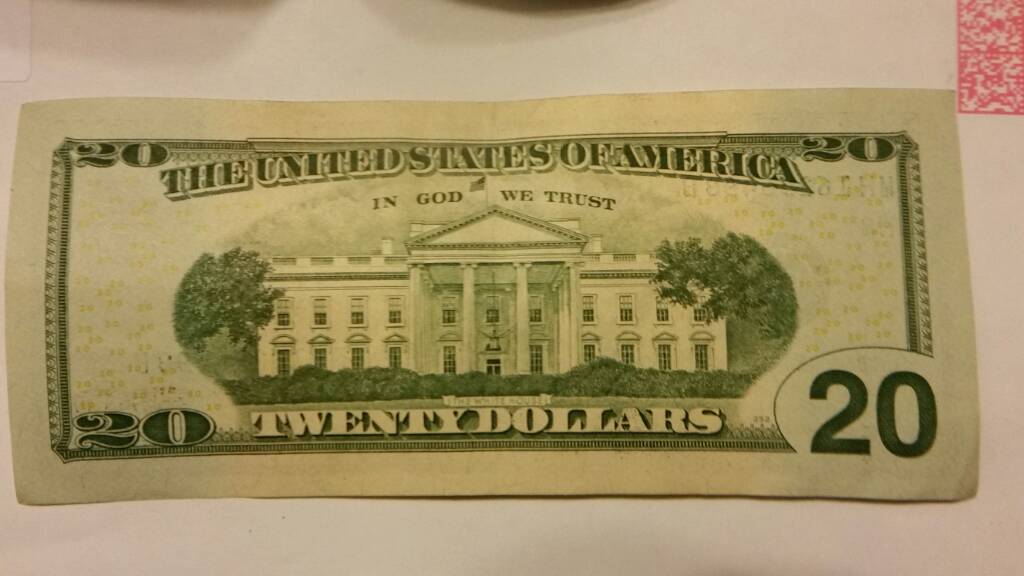 20 20
THE UNITED STATES OF AMERICA
IN GOD WE TRUST
THE WHITE HOUSE
20 TWENTY DOLLARS 20